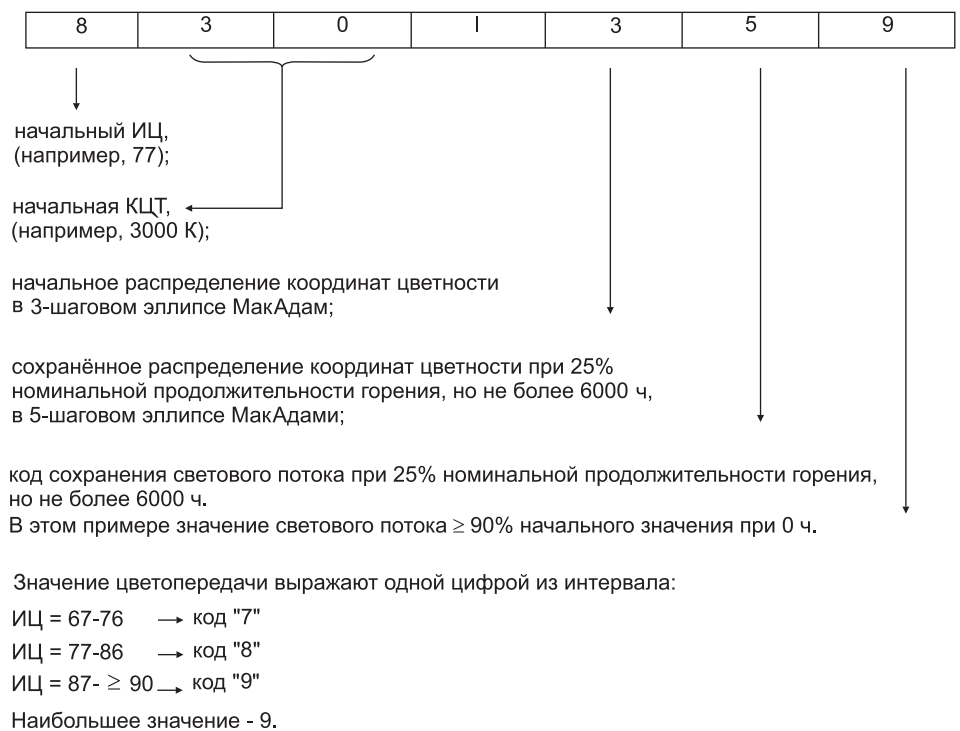 8 3 0 I 3 5 9
начальный ИЦ,
(например, 77);
начальная КЦТ,
(например, 3000 К);
начальное распределение координат цветности
в 3-шаговом эллипсе МакАдам;
сохранённое распределение координат цветности при 25%
номинальной продолжительности горения, но не более 6000 ч,
в 5-шаговом эллипсе МакАдами;
код сохранения светового потока при 25% номинальной продолжительности горения,
но не более 6000 ч.
В этом примере значение светового потока ≥ 90% начального значения при 0 ч.
Значение цветопередачи выражают одной цифрой из интервала:
ИЦ = 67-76 → код "7"
ИЦ = 77-86 → код "8"
ИЦ = 87- ≥ 90 → код "9"
Наибольшее значение - 9.